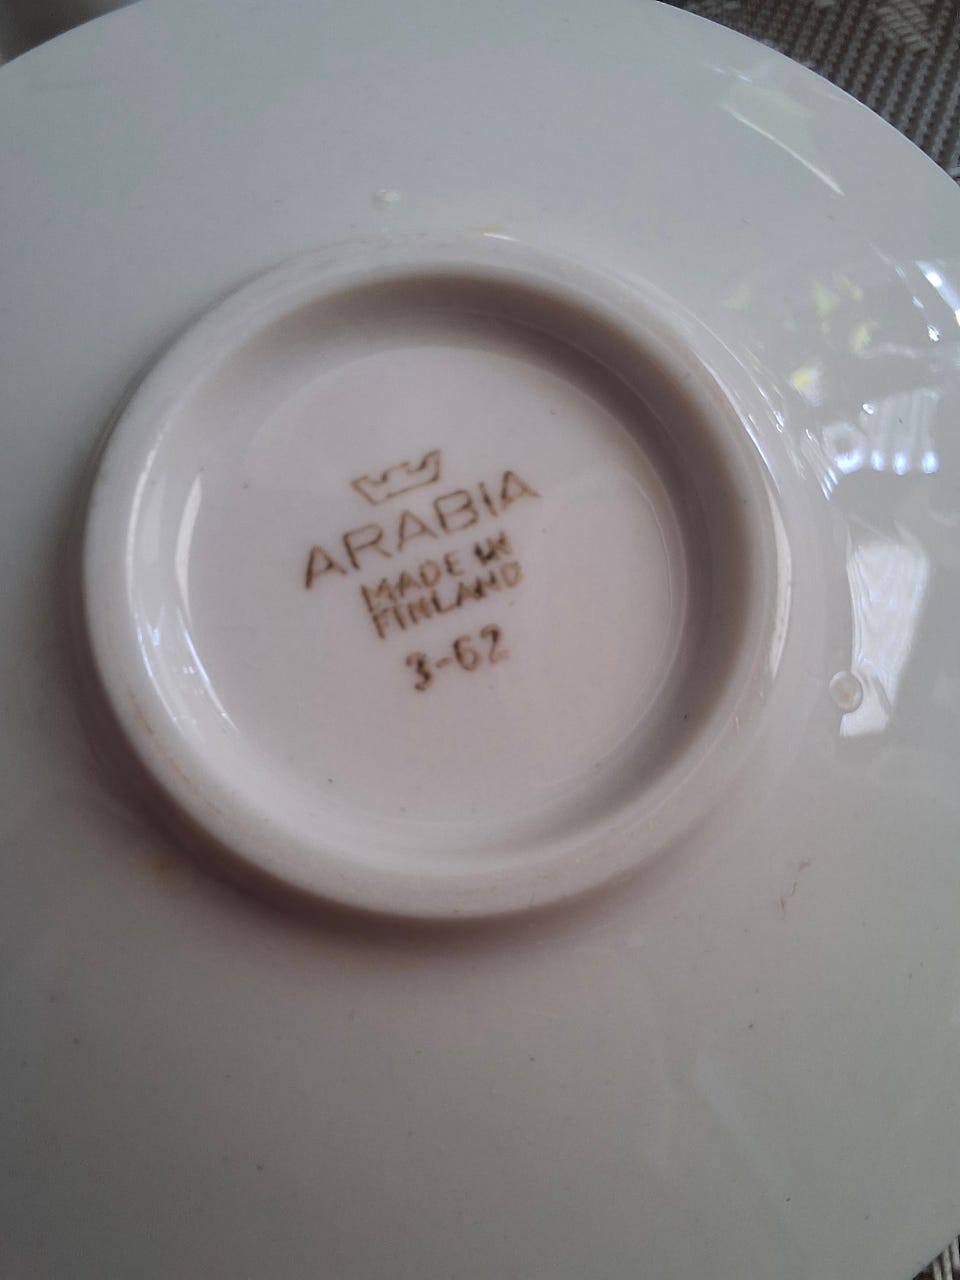 ARABIA
MADE IN
FINLAND
3-62